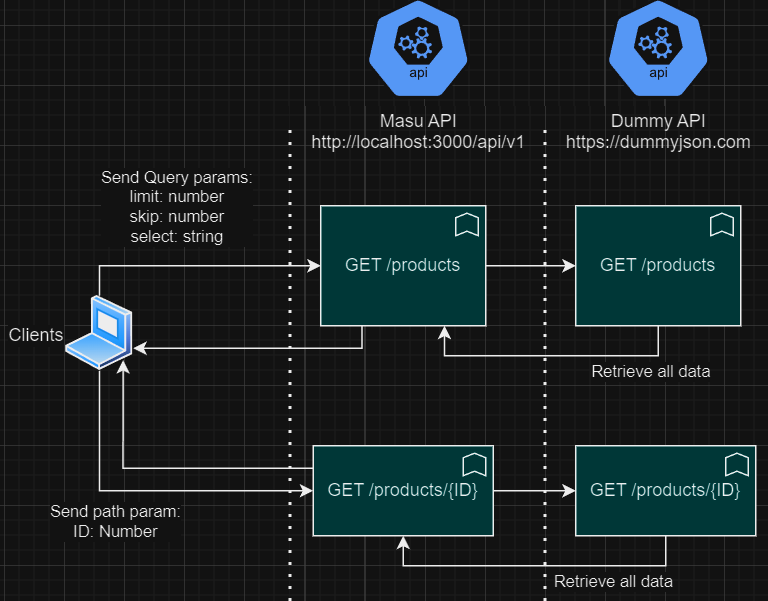 api
api
Masu API
http://localhost:3000/api/v1
Dummy API
https://dummyjson.com
Send Query params:
limit: number
skip: number
select: string
GET /products
GET /products
Clients
Retrieve all data
GET /products/{ID}
GET /products/{ID}
Send path param:
ID: Number
Retrieve all data